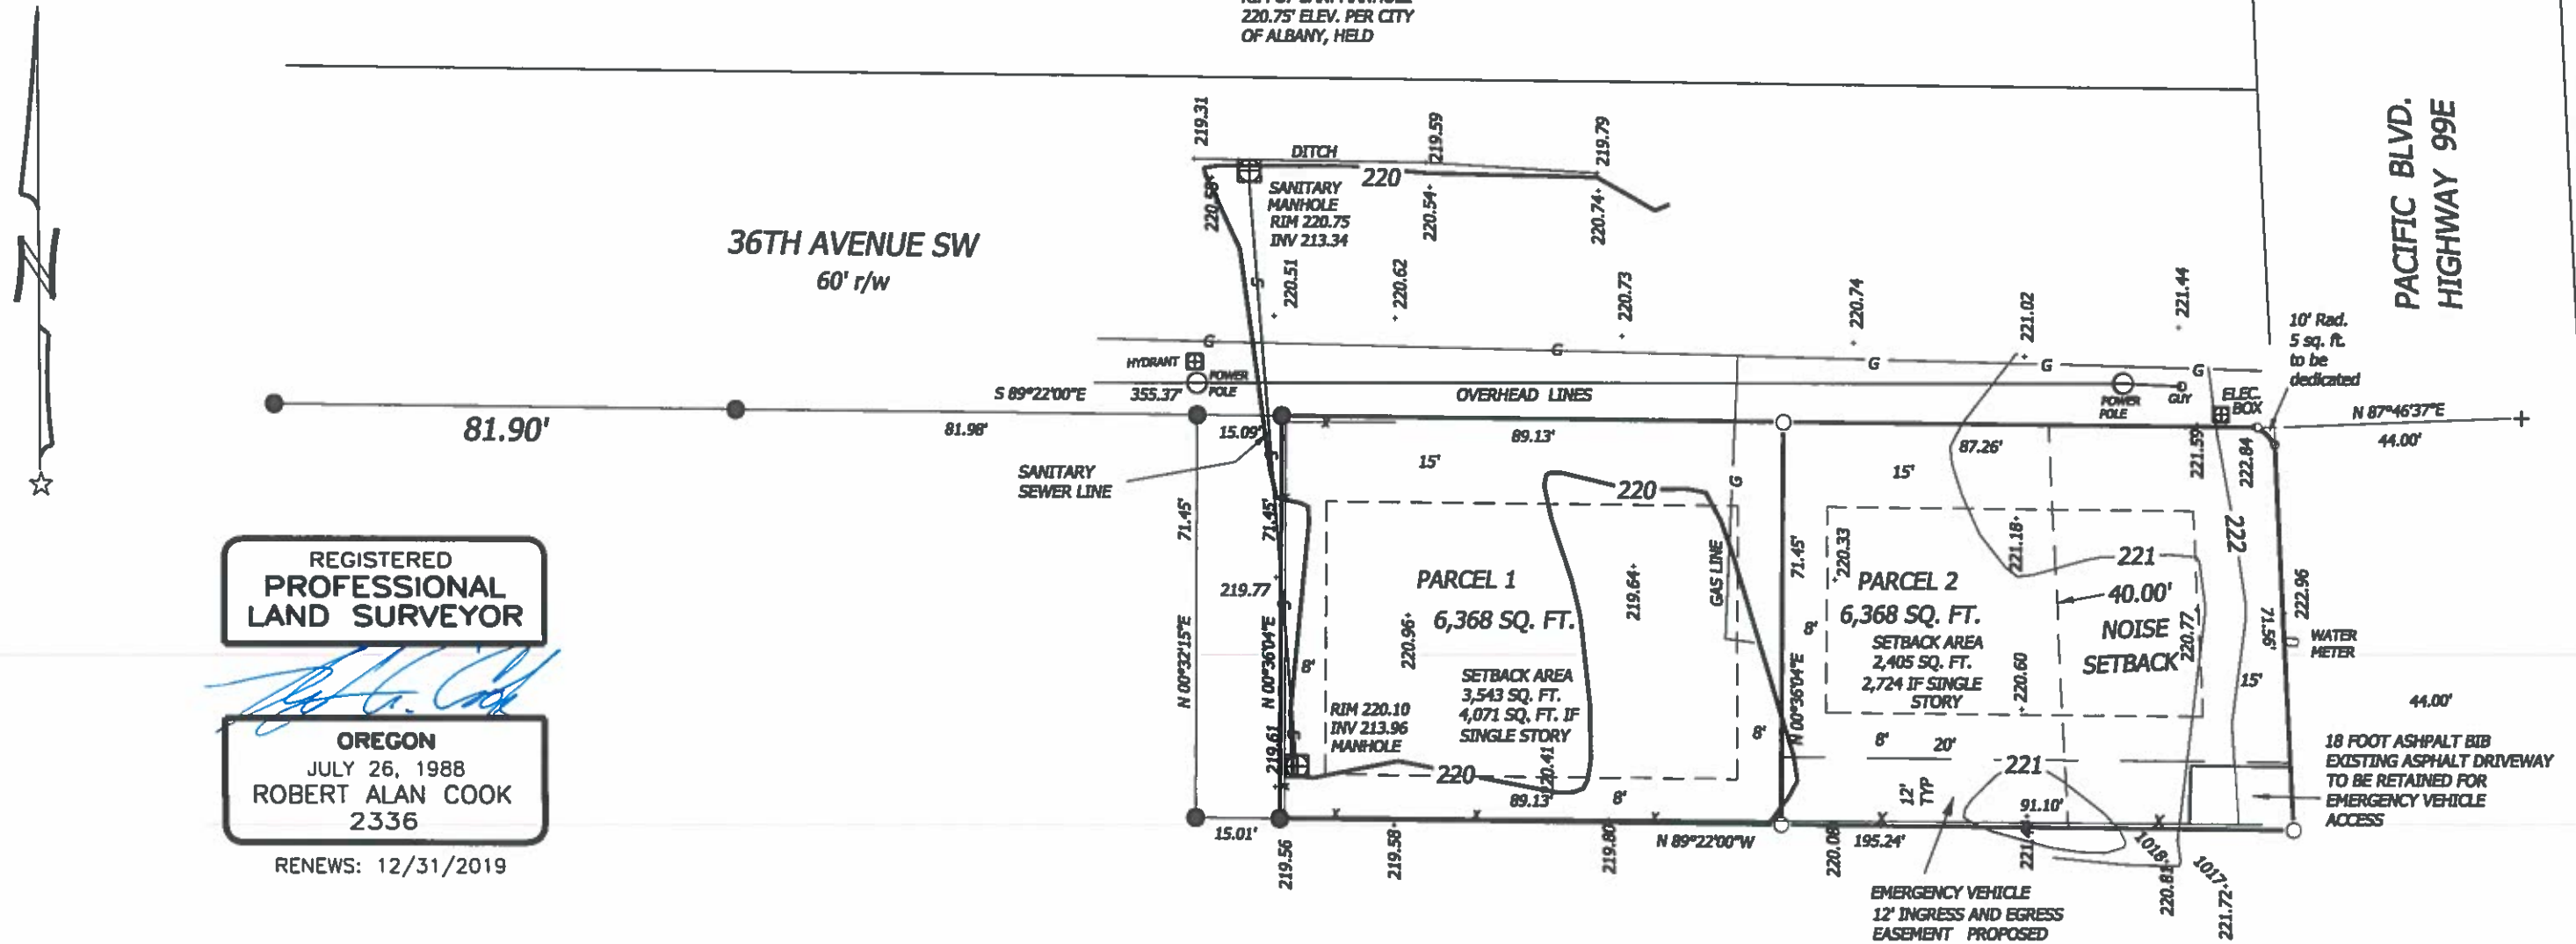 220.75' ELEV. PER CITY
OF ALBANY, HELD
PACIFIC BLVD.
HIGHWAY 99E
219.31
DITCH
219.59
219.79
220
220.58
SANITARY
MANHOLE
RIM 220.75
INV 213.34
220.54
220.74
36TH AVENUE SW
60' r/w
N
S
220.51
220.62
220.73
220.74
221.02
221.44
10' Rad.
5 sq. ft.
to be
dedicated
HYDRANT
G
G
G
G
G
POWER
POLE
S 89°22'00"E
355.37'
OVERHEAD LINES
POWER
POLE
GUY
ELEC.
BOX
N 87°46'37"E
44.00'
81.90'
81.98'
15.09'
89.13'
87.26'
221.59
222.84
SANITARY
SEWER LINE
S
15'
15'
220
G
71.45'
71.45'
GAS LINE
71.45'
220.33
221.18
221
222
REGISTERED
PROFESSIONAL
LAND SURVEYOR
OREGON
JULY 26, 1988
ROBERT ALAN COOK
2336
RENEWS: 12/31/2019
219.77
S
N 00°32'15"E
N 00°36'04"E
8'
PARCEL 1
6,368 SQ. FT.
220.96
219.64
SETBACK AREA
3,543 SQ. FT.
4,071 SQ. FT. IF
SINGLE STORY
RIM 220.10
INV 213.96
MANHOLE
S
219.61
220
220.41
8'
89.13'
8'
N 00°36'04"E
8'
PARCEL 2
6,368 SQ. FT.
SETBACK AREA
2,405 SQ. FT.
2,724 IF SINGLE
STORY
220.60
40.00'
NOISE
SETBACK
220.77
71.56'
222.96
WATER
METER
15'
44.00'
8'
20'
221
12'
TYP
91.10'
18 FOOT ASHPALT BIB
EXISTING ASPHALT DRIVEWAY
TO BE RETAINED FOR
EMERGENCY VEHICLE
ACCESS
15.01'
219.56
219.58
219.80
N 89°22'00"W
195.24'
220.08
1018
220.81
1017
221.72
EMERGENCY VEHICLE
12' INGRESS AND EGRESS
EASEMENT PROPOSED